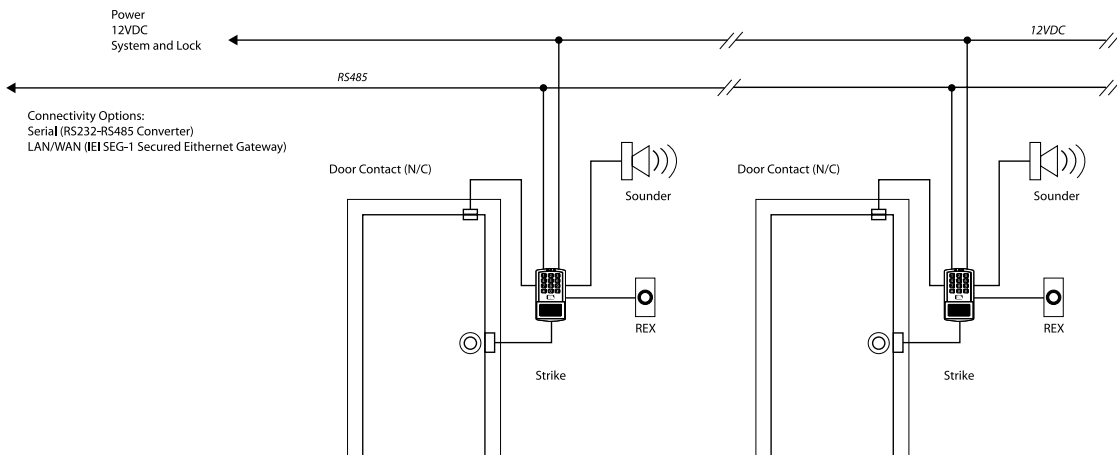 Power
12VDC
System and Lock
12VDC
RS485
Connectivity Options:
Serial (RS232-RS485 Converter)
LAN/WAN (IEI SEG-1 Secured Eithernet Gateway)
Door Contact (N/C)
Sounder
Door Contact (N/C)
Sounder
REX
REX
Strike
Strike